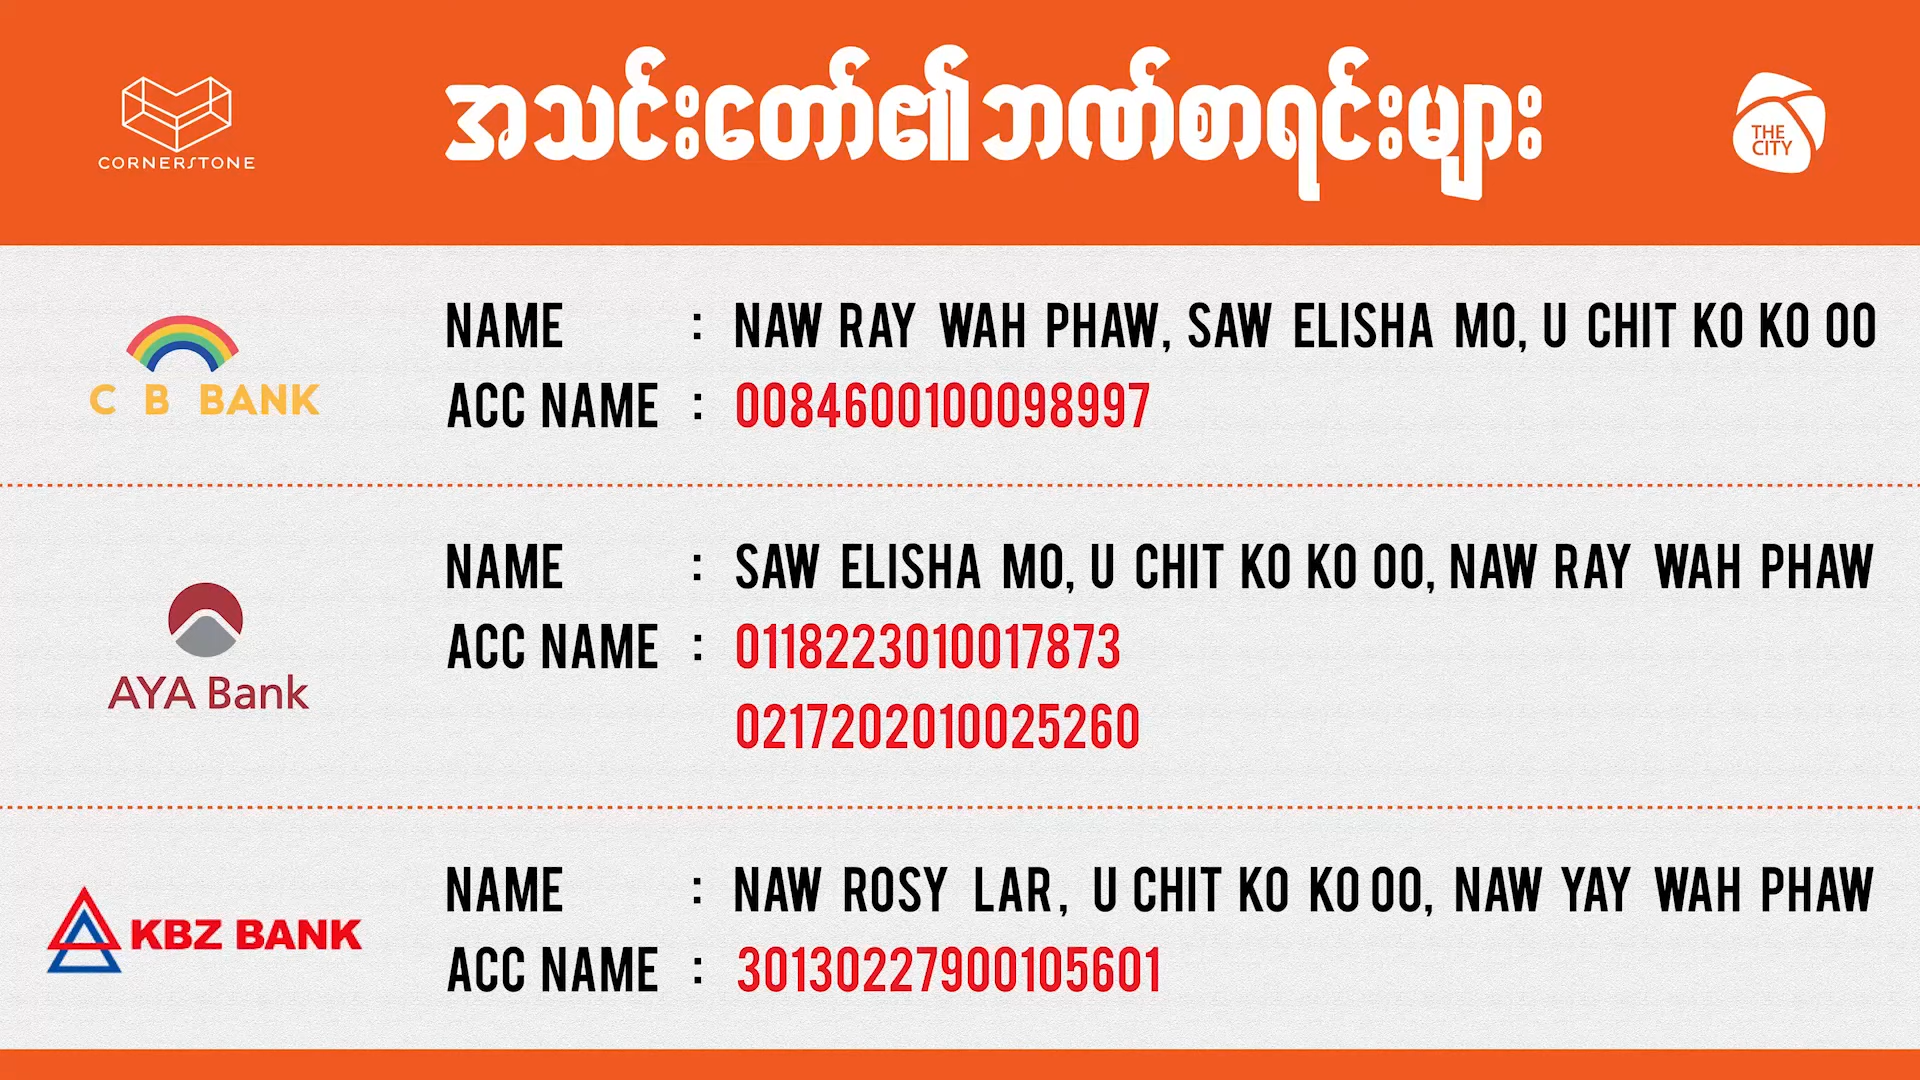 CORNERSTONE
အသင်းတော်၏ ဘဏ်စာရင်းများ
THE
CITY
C B BANK
NAME : NAW RAY WAH PHAW, SAW ELISHA MO, U CHIT KO KO OO
ACC NAME : 0084600100098997
AYA Bank
NAME : SAW ELISHA MO, U CHIT KO KO OO, NAW RAY WAH PHAW
ACC NAME : 0118223010017873
0217202010025260
KBZ BANK
NAME : NAW ROSY LAR, U CHIT KO KO OO, NAW YAY WAH PHAW
ACC NAME : 30130227900105601